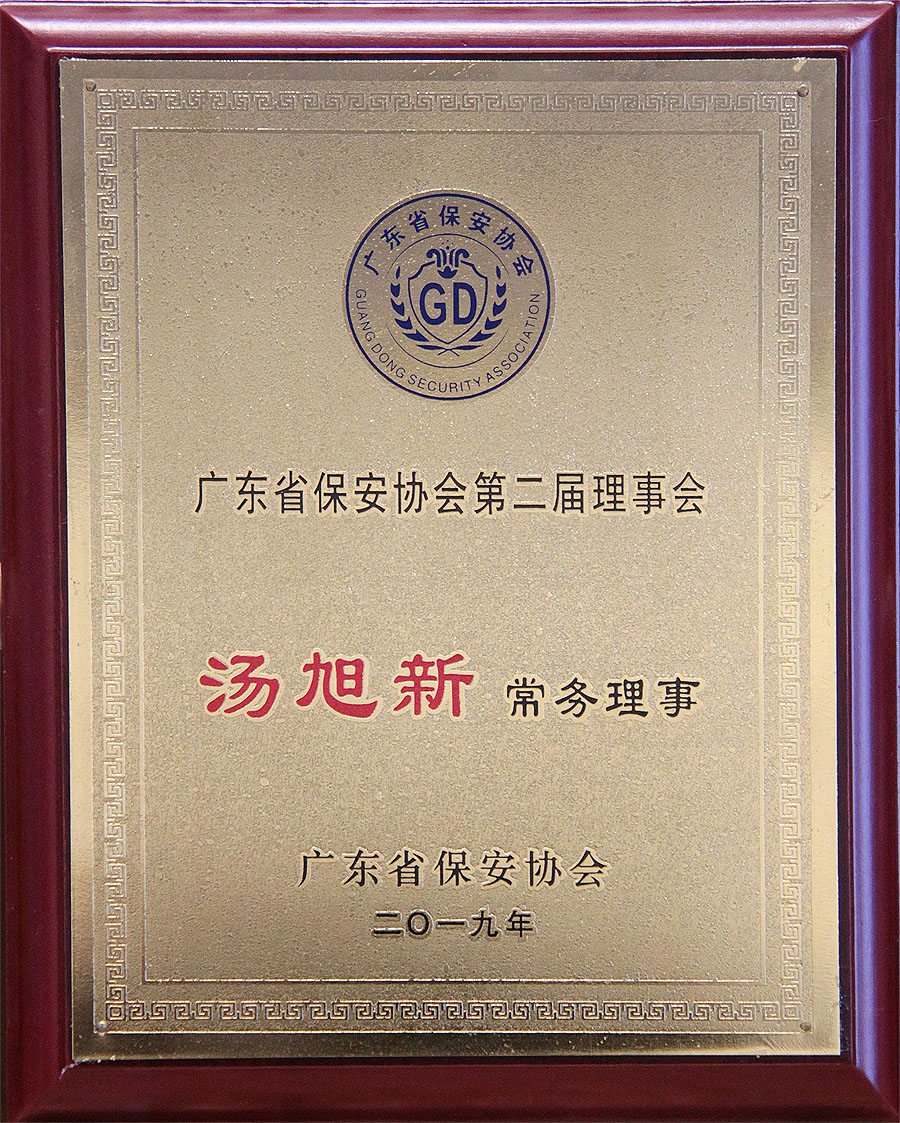 广东省保安协会
GD
GUANGDONG SECURITY ASSOCIATION
广东省保安协会第二届理事会
汤旭新 常务理事
广东省保安协会
二〇一九年